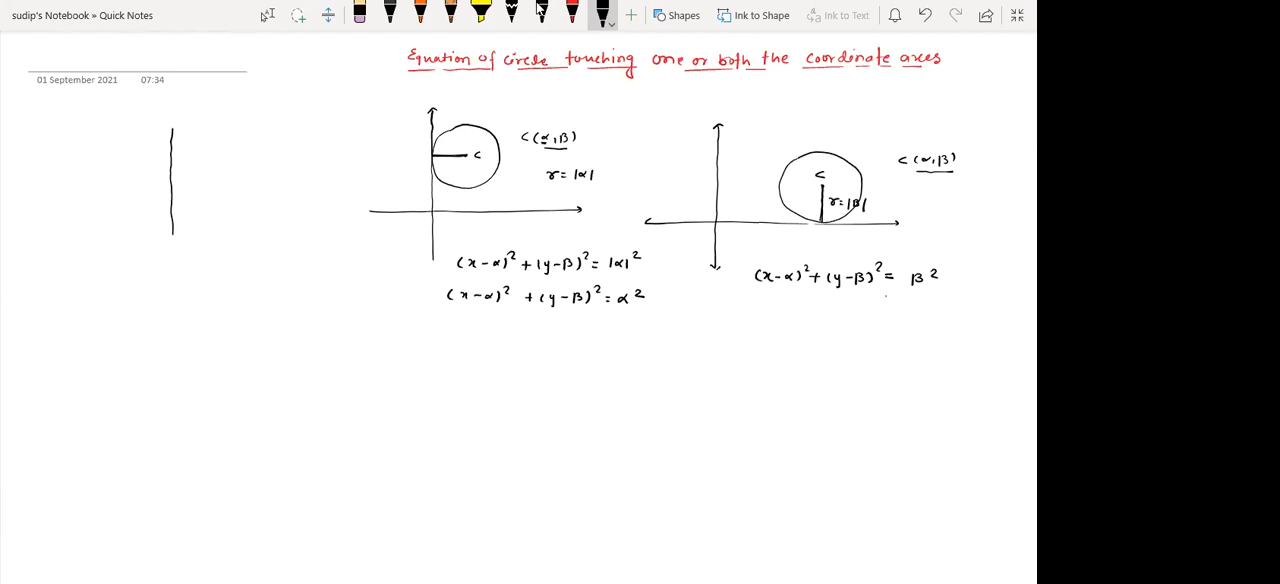 sudip's Notebook » Quick Notes
Shapes
Ink to Shape
Ink to Text
Equation of circle touching one or both the coordinate axes
01 September 2021 07:34
C(α,β)
C
r = |α|
(x-α)² + (y-β)² = |α|²
(x-α)² + (y-β)² = α²
C(α,β)
C
r=|β|
(x-α)² + (y-β)² = β²